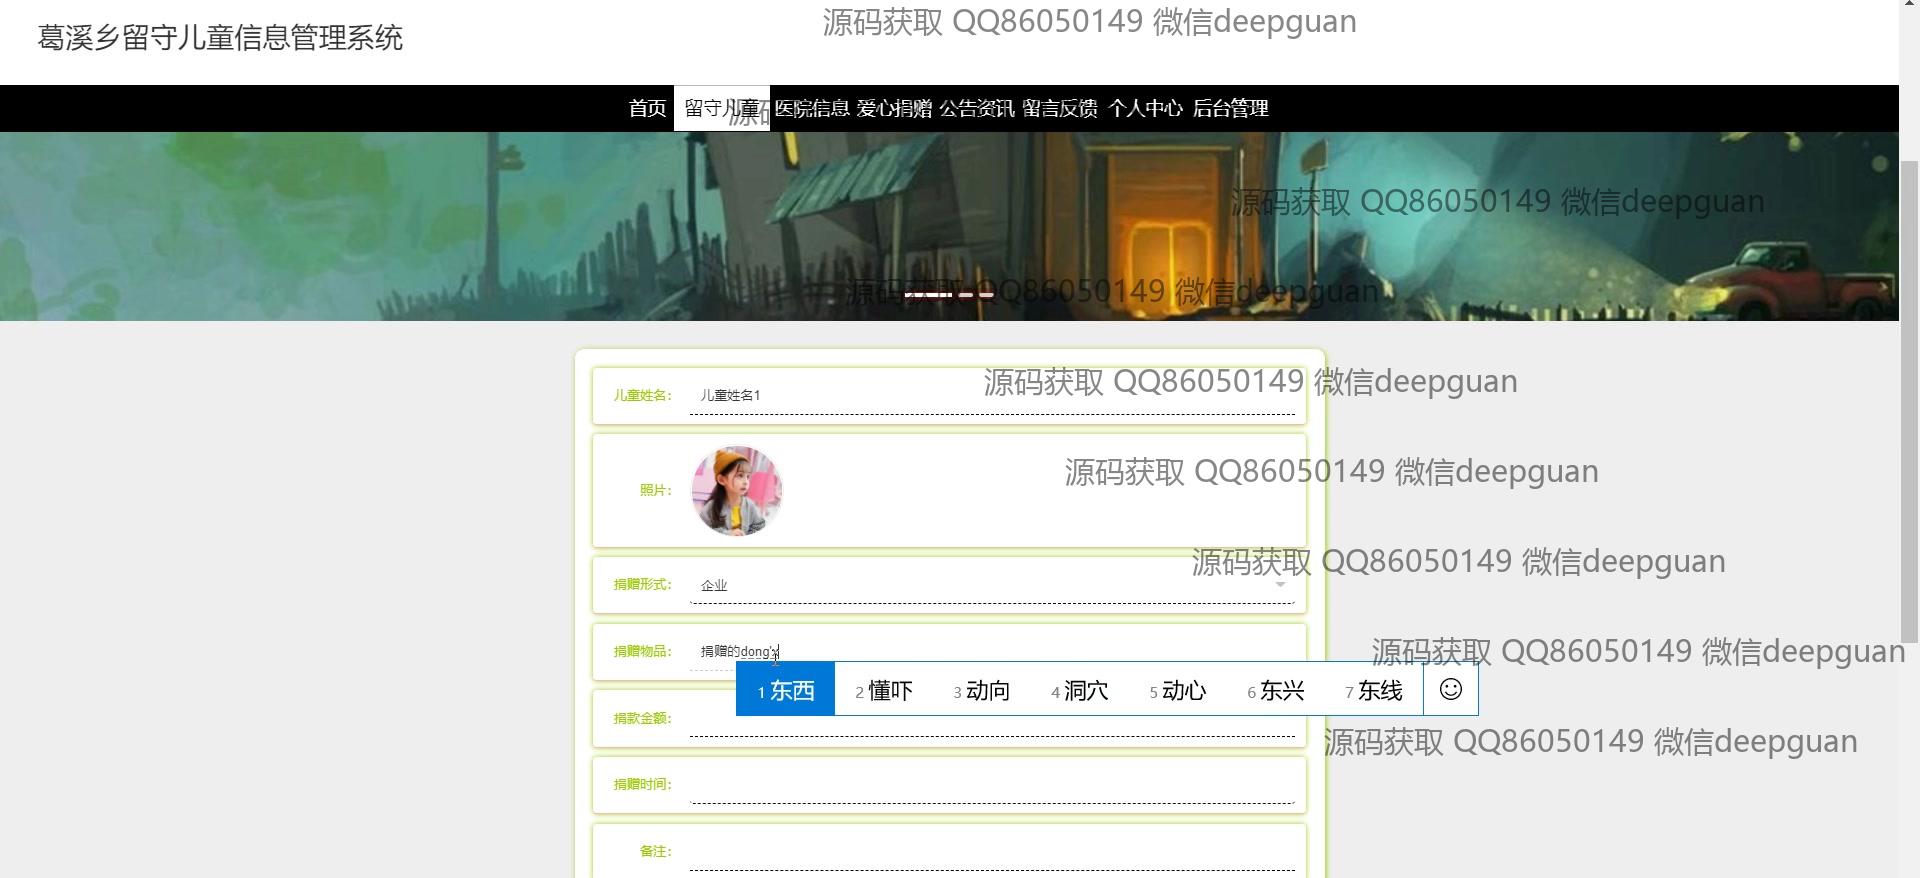 源码获取 QQ86050149 微信deepguan
葛溪乡留守儿童信息管理系统
首页 留守儿童 医院信息 爱心捐赠 公告资讯 留言反馈 个人中心 后台管理
源码获取 QQ86050149 微信deepguan
源码获取 QQ86050149 微信deepguan
源码获取 QQ86050149 微信deepguan
儿童姓名: 儿童姓名1
源码获取 QQ86050149 微信deepguan
照片:
源码获取 QQ86050149 微信deepguan
捐赠形式: 企业
捐赠物品: 捐赠的dong'x
源码获取 QQ86050149 微信deepguan
1 东西 2 懂吓 3 动向 4 洞穴 5 动心 6 东兴 7 东线
捐款金额:
源码获取 QQ86050149 微信deepguan
捐赠时间:
备注: